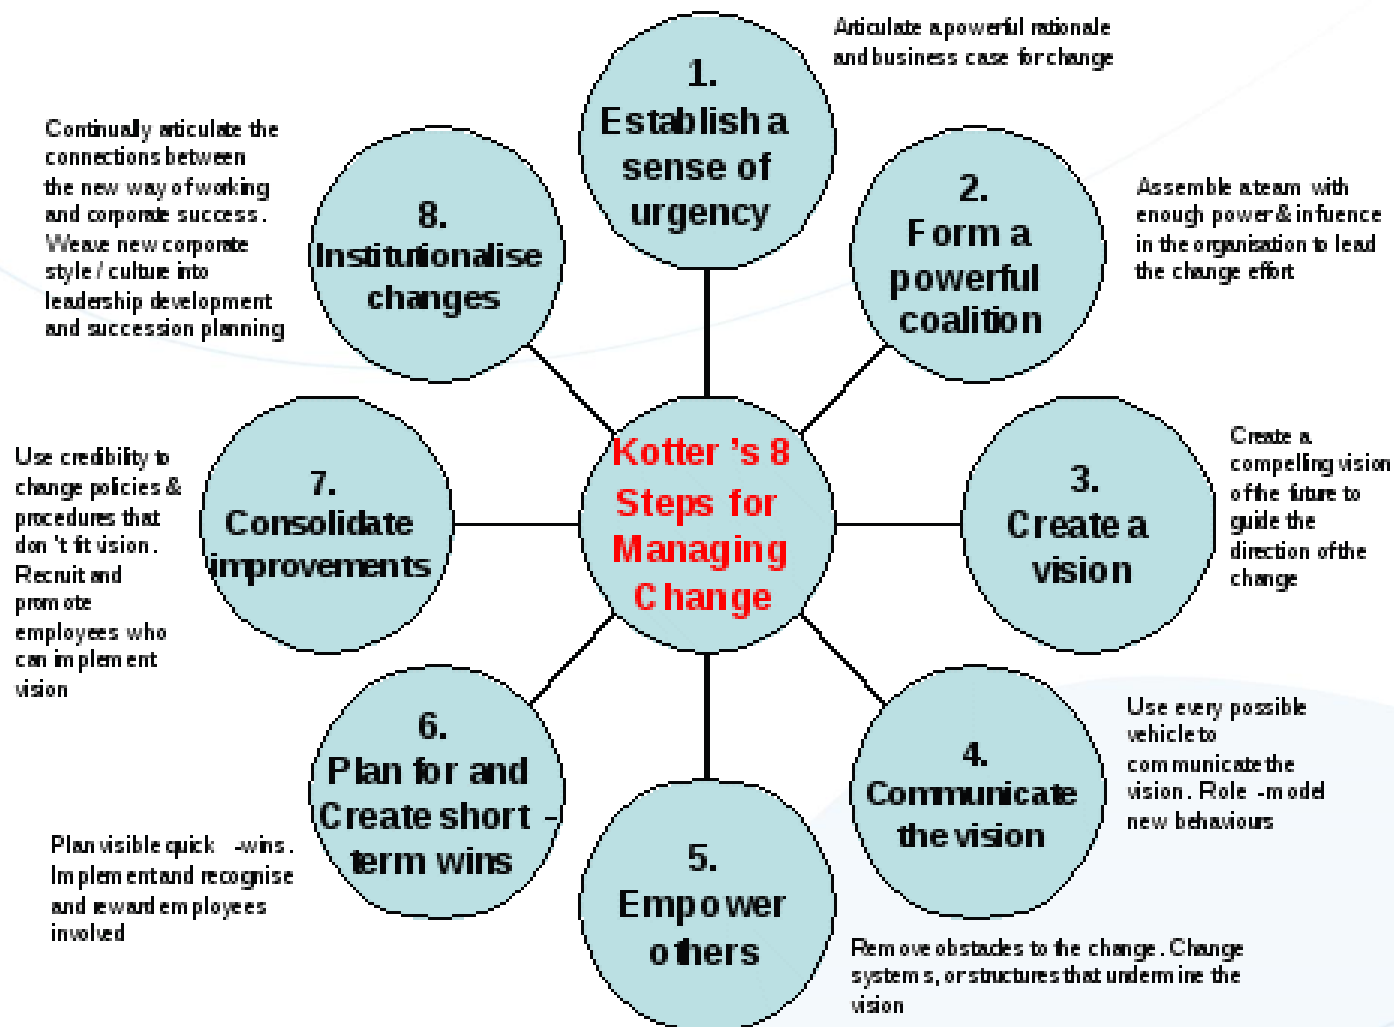 Kotter 's 8
Steps for
Managing
Change
1.
Establish a
sense of
urgency
Articulate a powerful rationale
and business case for change
2.
Form a
powerful
coalition
Assemble a team with
enough power & infuence
in the organisation to lead
the change effort
3.
Create a
vision
Create a
compelling vision
of he future to
guide the
direction of the
change
4.
Communicate
the vision
Use every possible
vehicle to
communicate the
vision. Role -model
new behaviours
5.
Empower
others
Remove obstacles to the change. Change
systems, or structures that undermine the
vision
6.
Plan for and
Create short -
term wins
Plan visible quick -wins.
Implement and recognise
and reward employees
involved
7.
Consolidate
improvements
Use credibility to
change policies &
procedures that
don 't fit vision.
Recruit and
promote
employees who
can implement
vision
8.
Institutionalise
changes
Continually articulate the
connections between
the new way of working
and corporate success.
Weave new corporate
style / culture into
leadership development
and succession planning